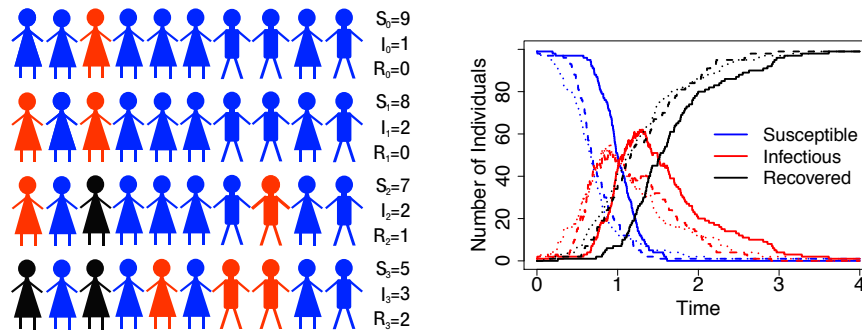 S₀=9
I₀=1
R₀=0
S₁=8
I₁=2
R₁=0
S₂=7
I₂=2
R₂=1
S₃=5
I₃=3
R₃=2
Number of Individuals
80
60
40
20
0
Susceptible
Infectious
Recovered
0 1 2 3 4
Time